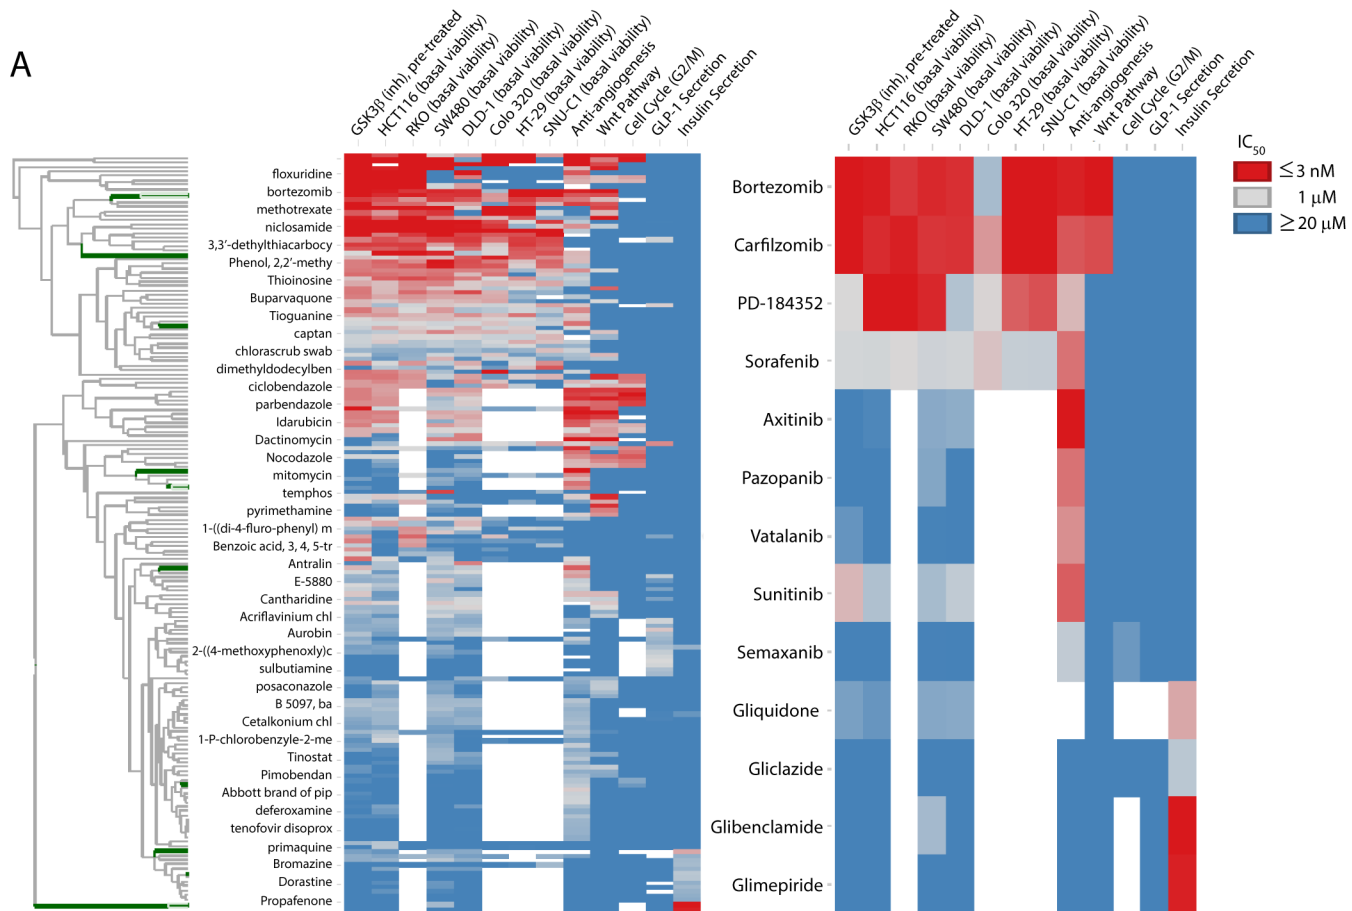 A
GSK3β (inh), pre-treated
HCT116 (basal viability)
RKO (basal viability)
SW480 (basal viability)
DLD-1 (basal viability)
Colo 320 (basal viability)
HT-29 (basal viability)
SNU-C1 (basal viability)
Anti-angiogenesis
Wnt Pathway
Cell Cycle (G2/M)
GLP-1 Secretion
Insulin Secretion
floxuridine
bortezomib
methotrexate
niclosamide
3,3’-dethylthiacarbocy
Phenol, 2,2’-methy
Thioinosine
Buparvaquone
Tioguanine
captan
chlorascrub swab
dimethyldodecylben
ciclobendazole
parbendazole
Idarubicin
Dactinomycin
Nocodazole
mitomycin
temphos
pyrimethamine
1-((di-4-fluro-phenyl) m
Benzoic acid, 3, 4, 5-tr
Antralin
E-5880
Cantharidine
Acriflavinium chl
Aurobin
2-((4-methoxyphenoxly)c
sulbutiamine
posaconazole
B 5097, ba
Cetalkonium chl
1-P-chlorobenzyle-2-me
Tinostat
Pimobendan
Abbott brand of pip
deferoxamine
tenofovir disoprox
primaquine
Bromazine
Dorastine
Propafenone
GSK3β (inh), pre-treated
HCT116 (basal viability)
RKO (basal viability)
SW480 (basal viability)
DLD-1 (basal viability)
Colo 320 (basal viability)
HT-29 (basal viability)
SNU-C1 (basal viability)
Anti-angiogenesis
Wnt Pathway
Cell Cycle (G2/M)
GLP-1 Secretion
Insulin Secretion
Bortezomib
Carfilzomib
PD-184352
Sorafenib
Axitinib
Pazopanib
Vatalanib
Sunitinib
Semaxanib
Gliquidone
Gliclazide
Glibenclamide
Glimepiride
IC50
≤ 3 nM
1 µM
≥ 20 µM